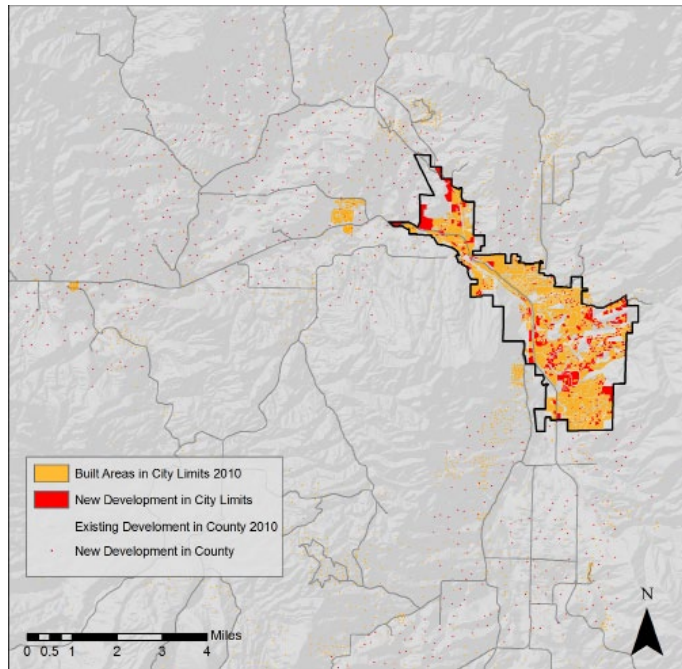 Built Areas in City Limits 2010
New Development in City Limits
Existing Develoment in County 2010
New Development in County
N
Miles
0 0.5 1 2 3 4